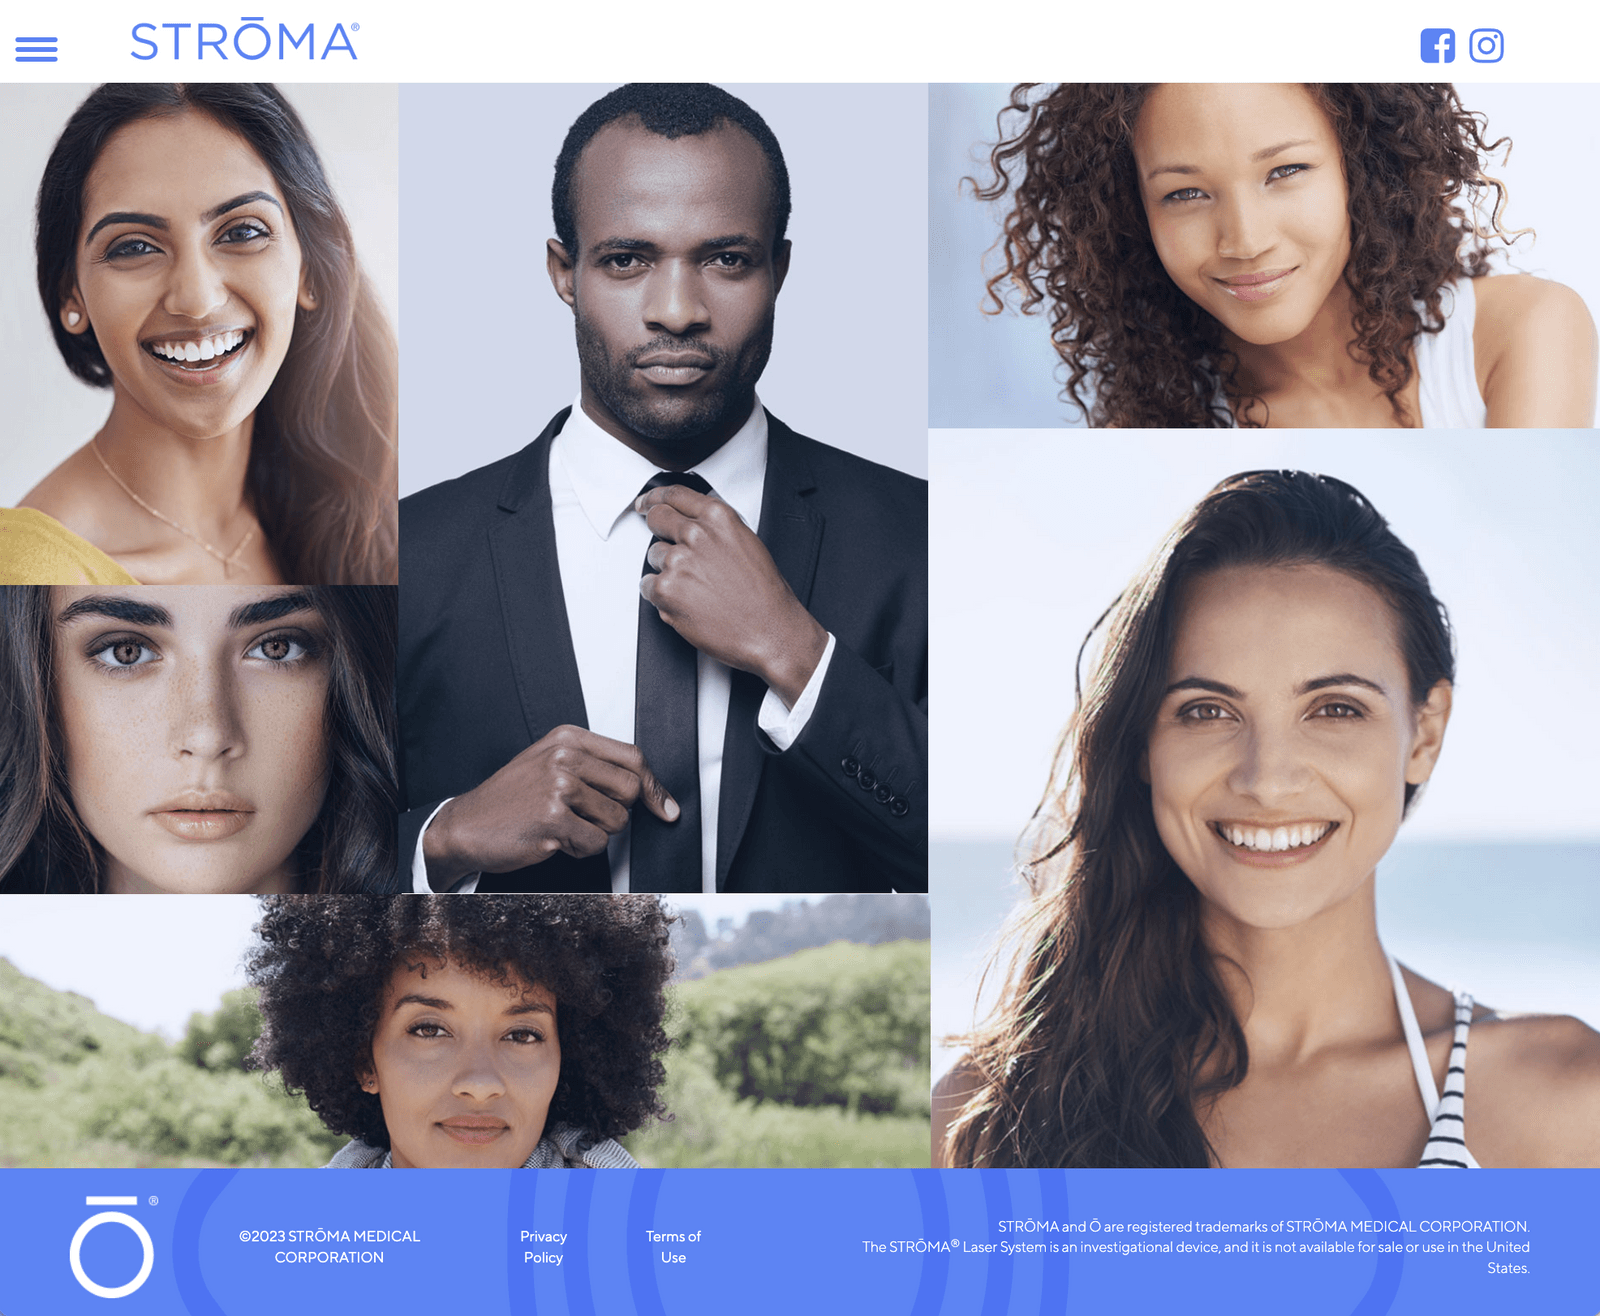 STRŌMA®
Ō®
©2023 STRŌMA MEDICAL
CORPORATION
Privacy
Policy
Terms of
Use
STRŌMA and Ō are registered trademarks of STRŌMA MEDICAL CORPORATION.
The STRŌMA® Laser System is an investigational device, and it is not available for sale or use in the United
States.